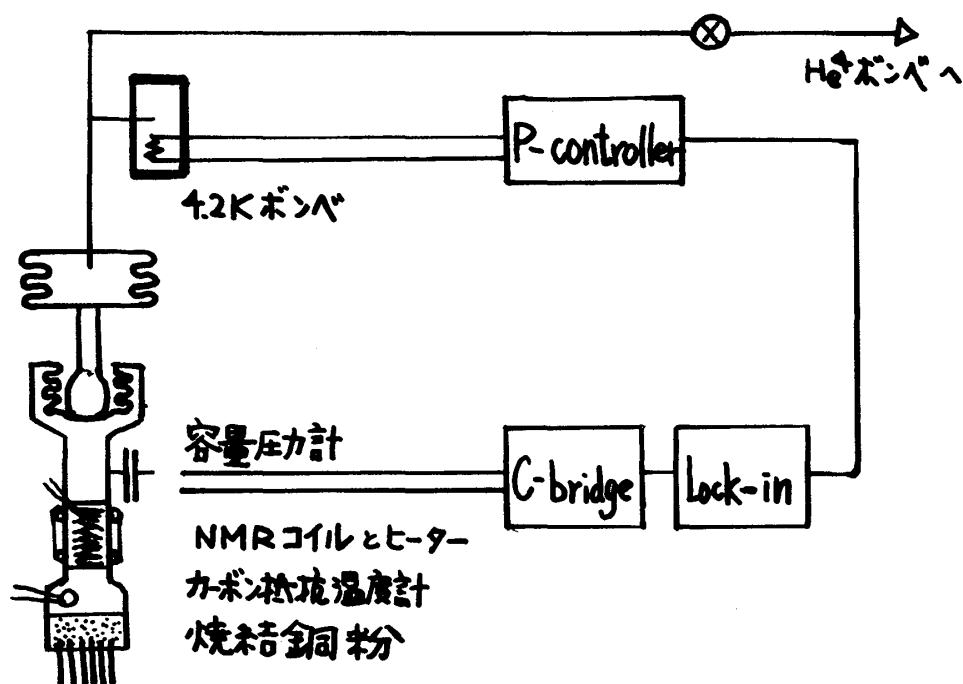 He⁴ボンベへ
P-controller
4.2Kボンベ
容量圧力計
C-bridge
Lock-in
NMRコイルとヒーター
カーボン抵抗温度計
焼結銅粉